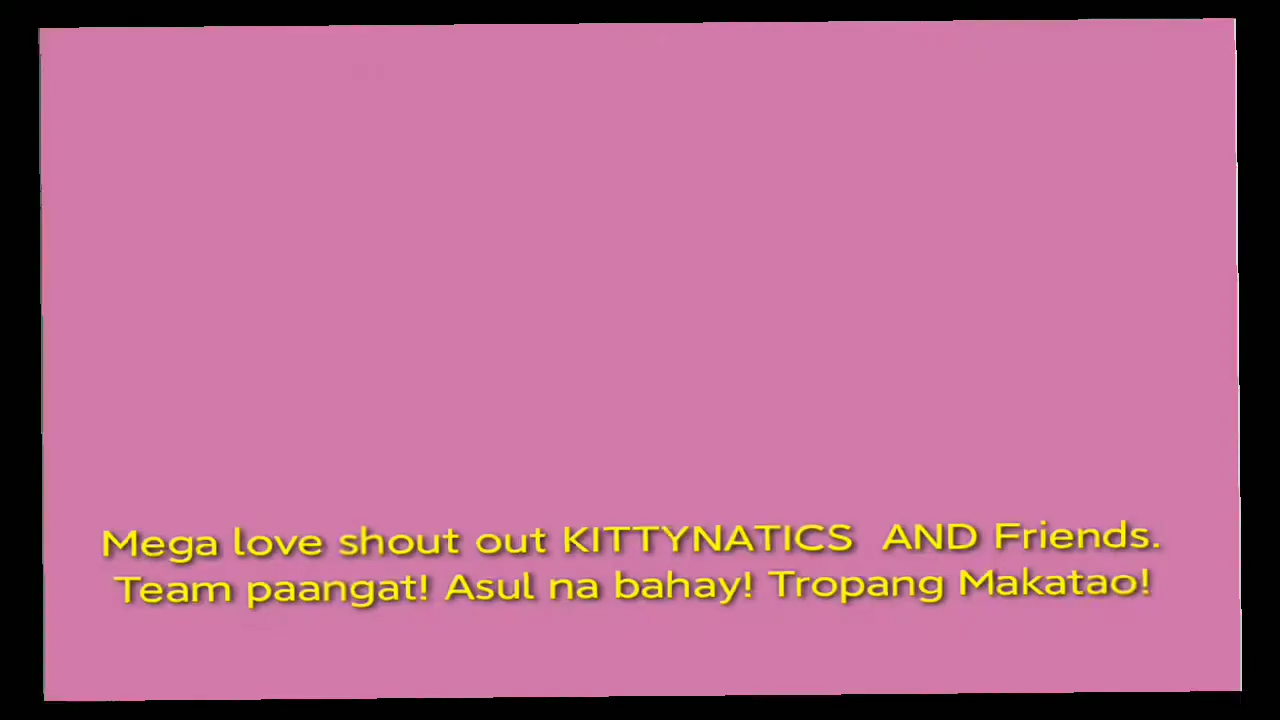 Mega love shout out KITTYNATICS AND Friends.
Team paangat! Asul na bahay! Tropang Makatao!